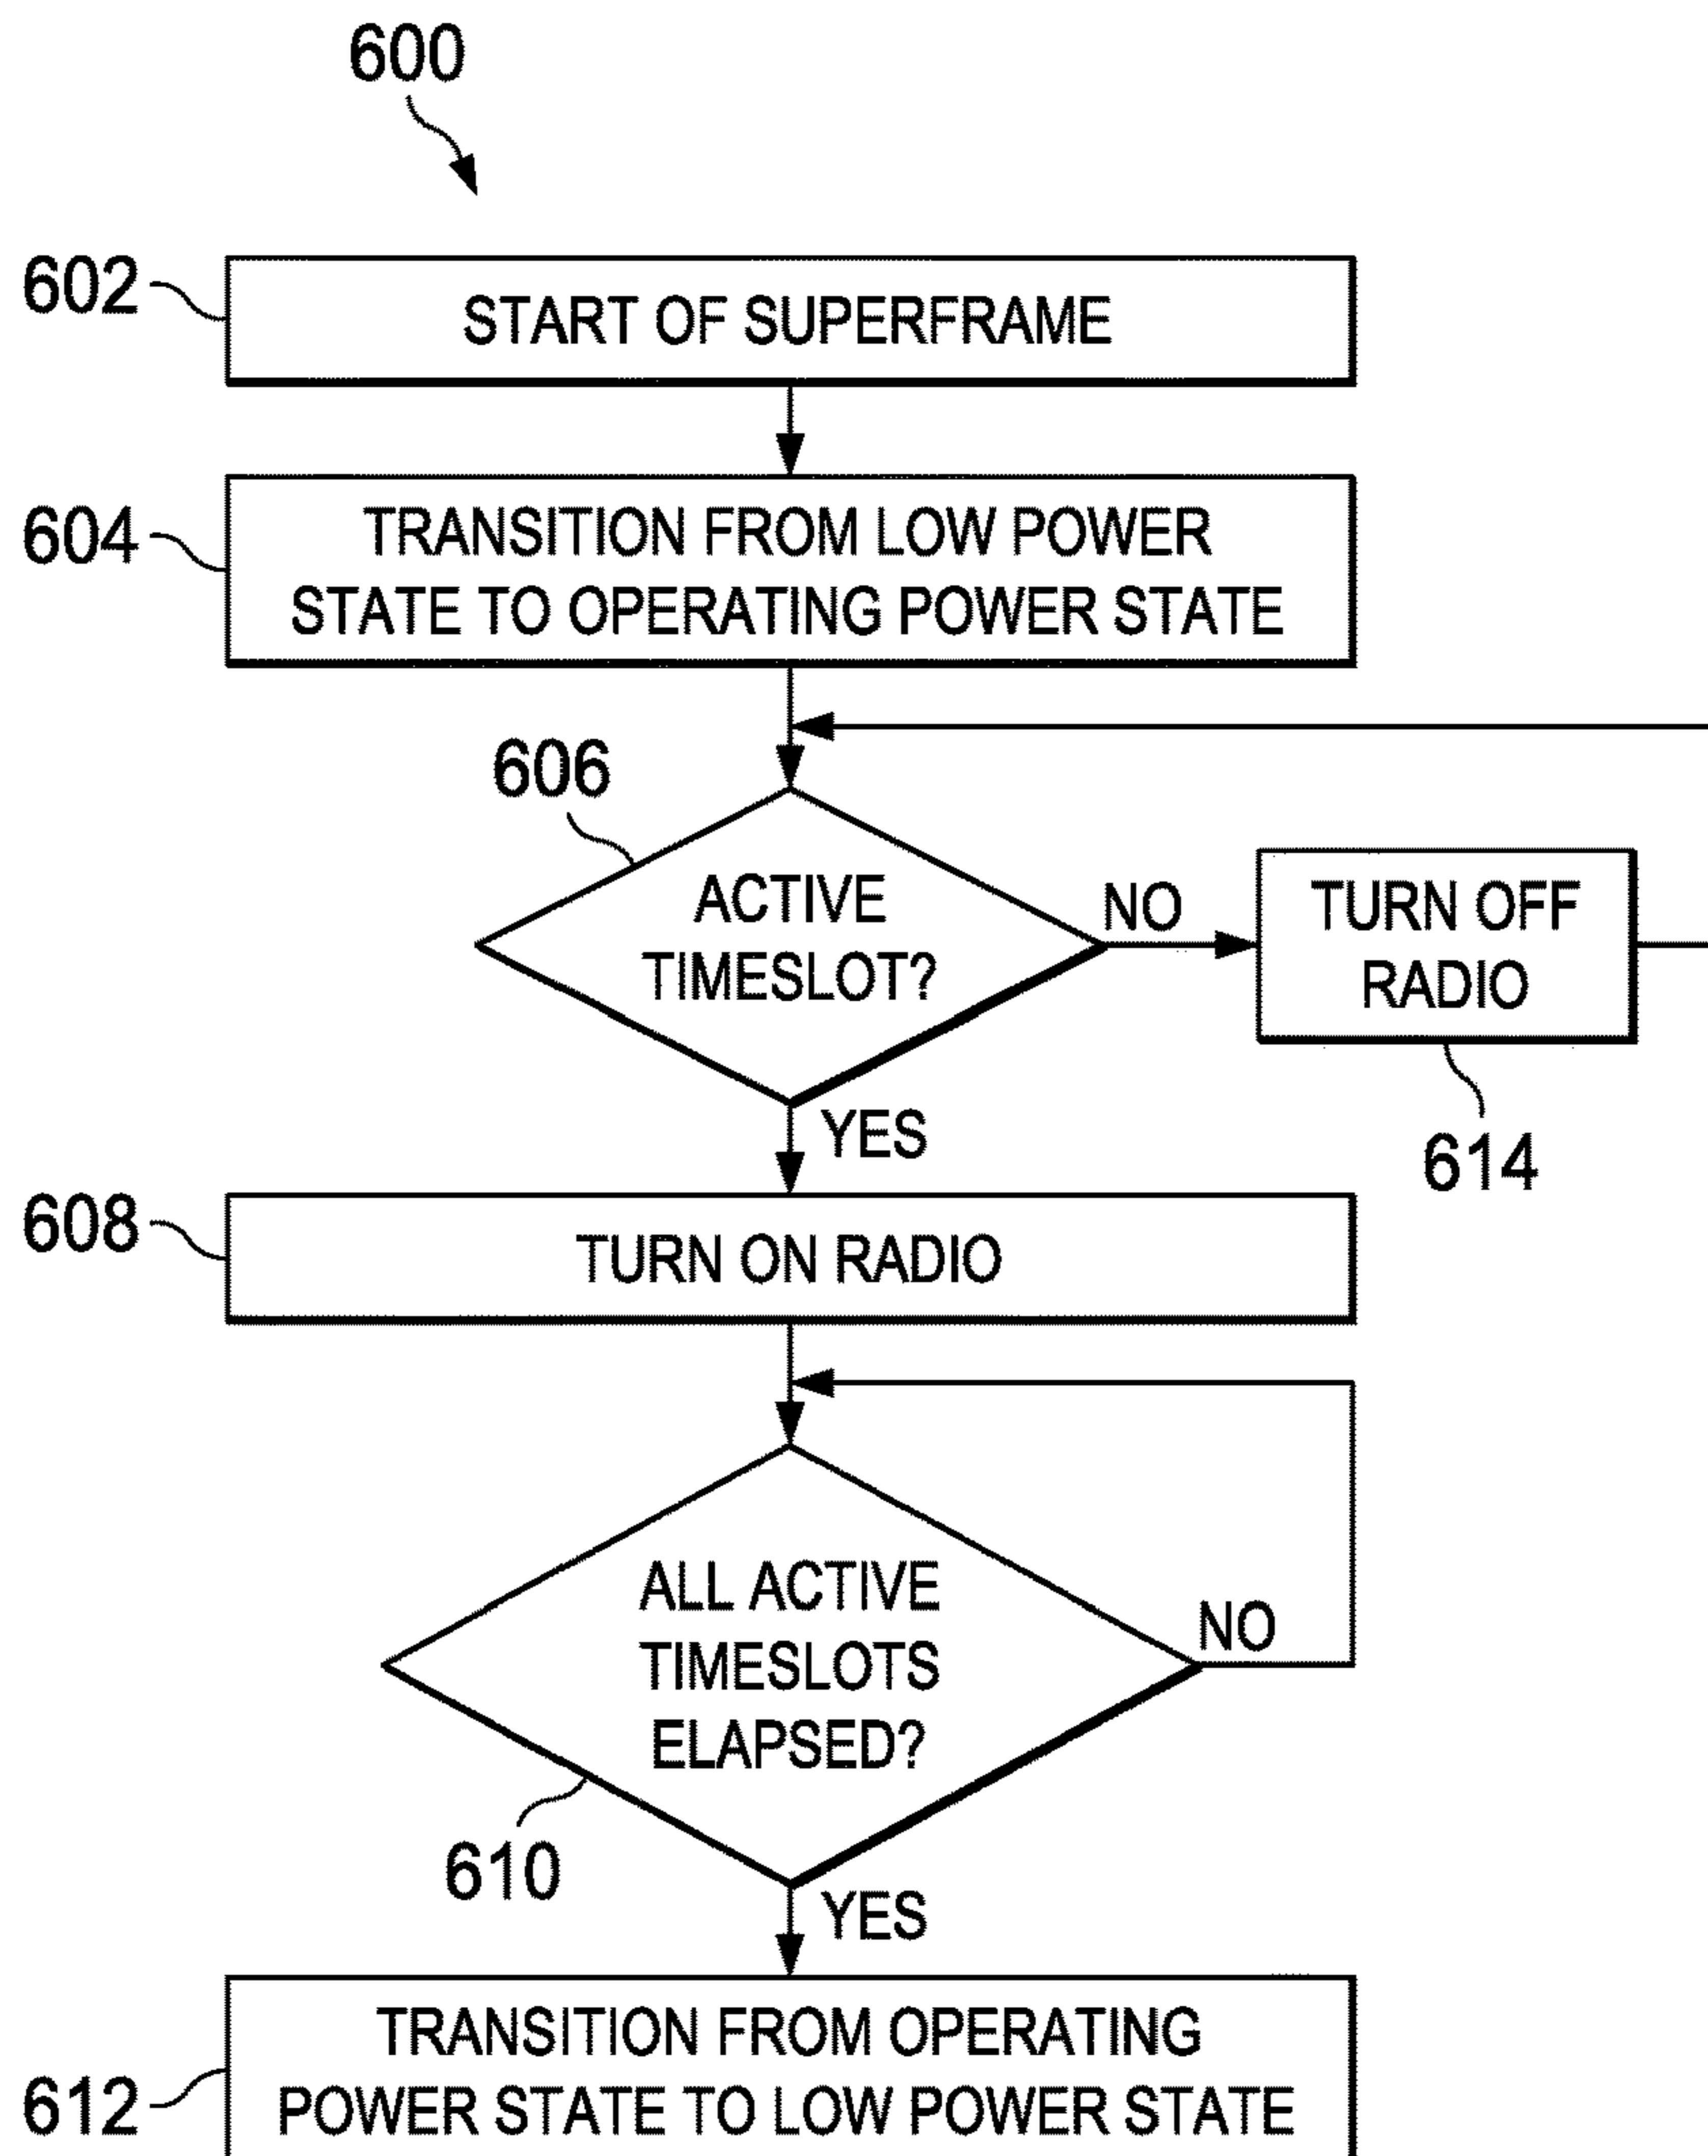 600
602
START OF SUPERFRAME
604
TRANSITION FROM LOW POWER
STATE TO OPERATING POWER STATE
606
ACTIVE
TIMESLOT?
NO
TURN OFF
RADIO
614
YES
608
TURN ON RADIO
ALL ACTIVE
TIMESLOTS
ELAPSED?
NO
610
YES
612
TRANSITION FROM OPERATING
POWER STATE TO LOW POWER STATE